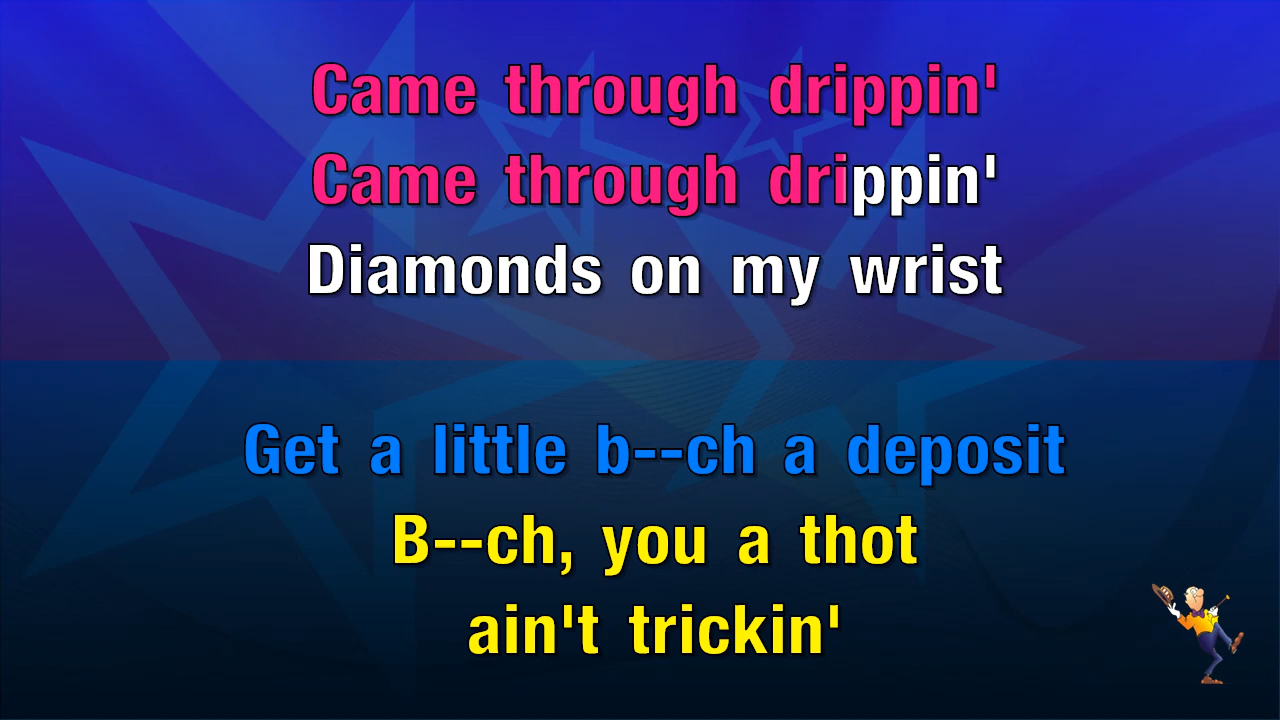 Came through drippin'
Came through drippin'
Diamonds on my wrist
Get a little b--ch a deposit
B--ch, you a thot
ain't trickin'